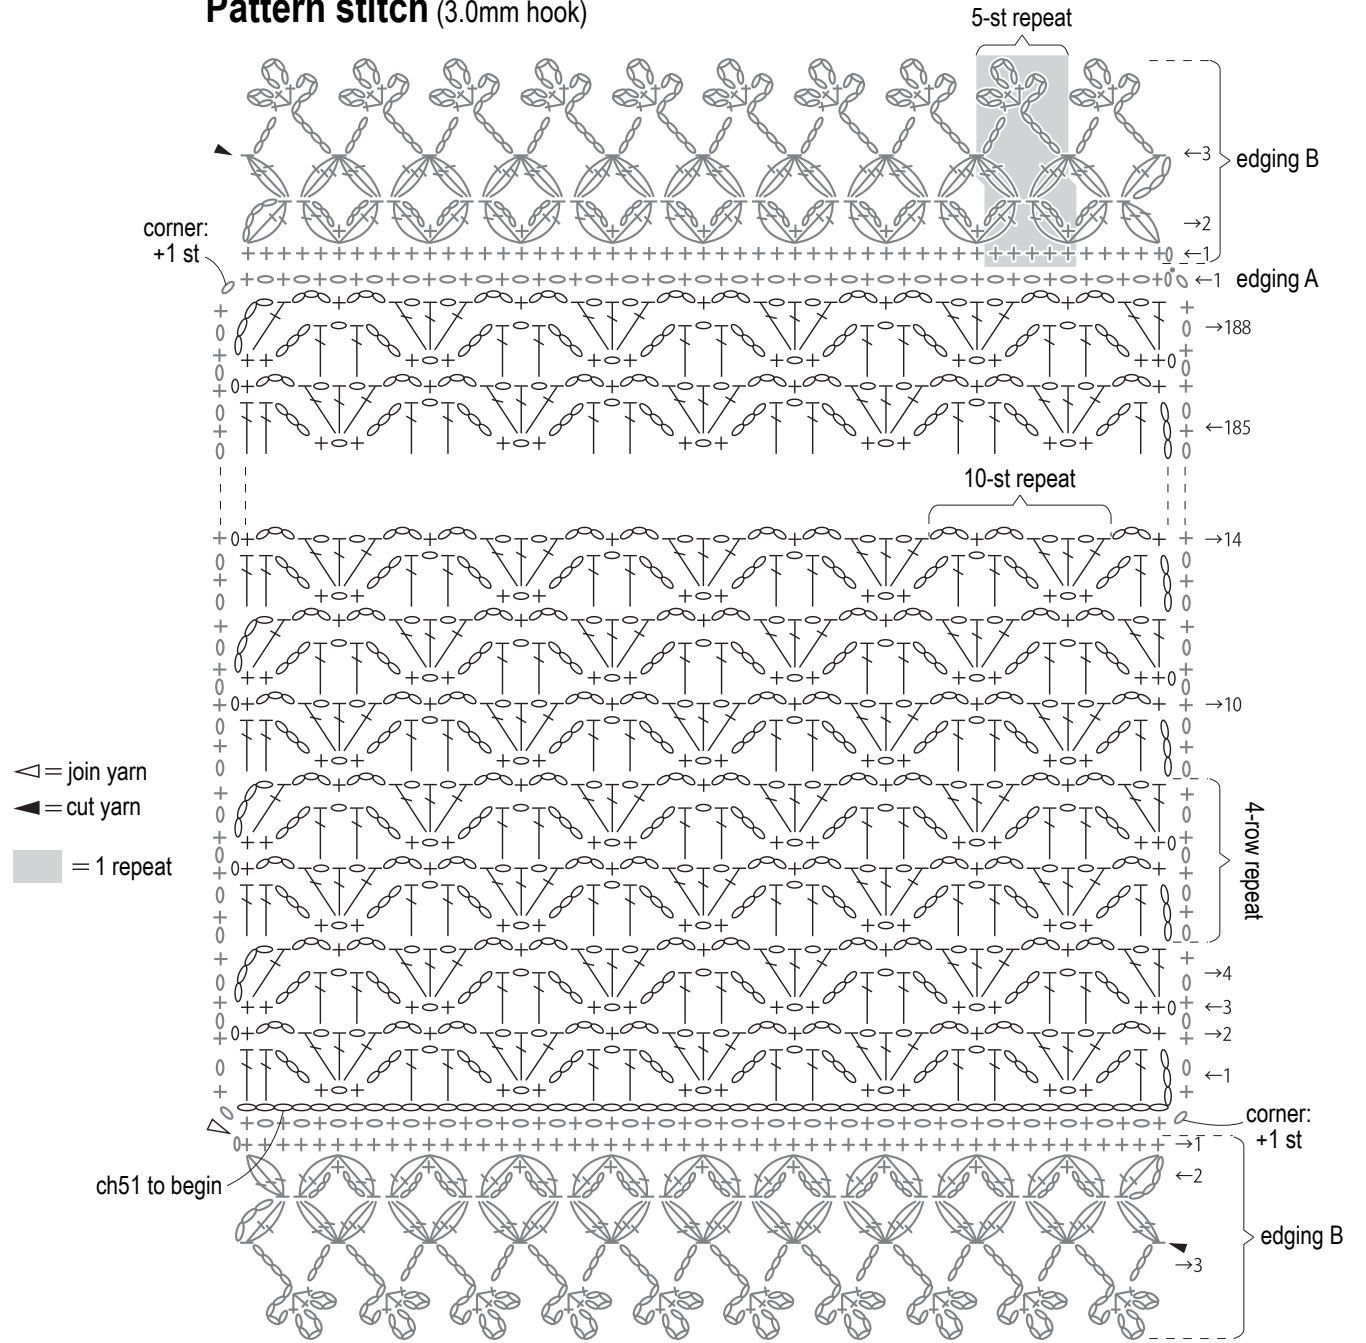 Pattern stitch (3.0mm hook)
5-st repeat
←3
edging B
→2
corner:
+1 st
←1
←1 edging A
→188
←185
10-st repeat
→14
→10
= join yarn
= cut yarn
= 1 repeat
4-row repeat
→4
←3
→2
←1
corner:
+1 st
→1
←2
ch51 to begin
edging B
→3